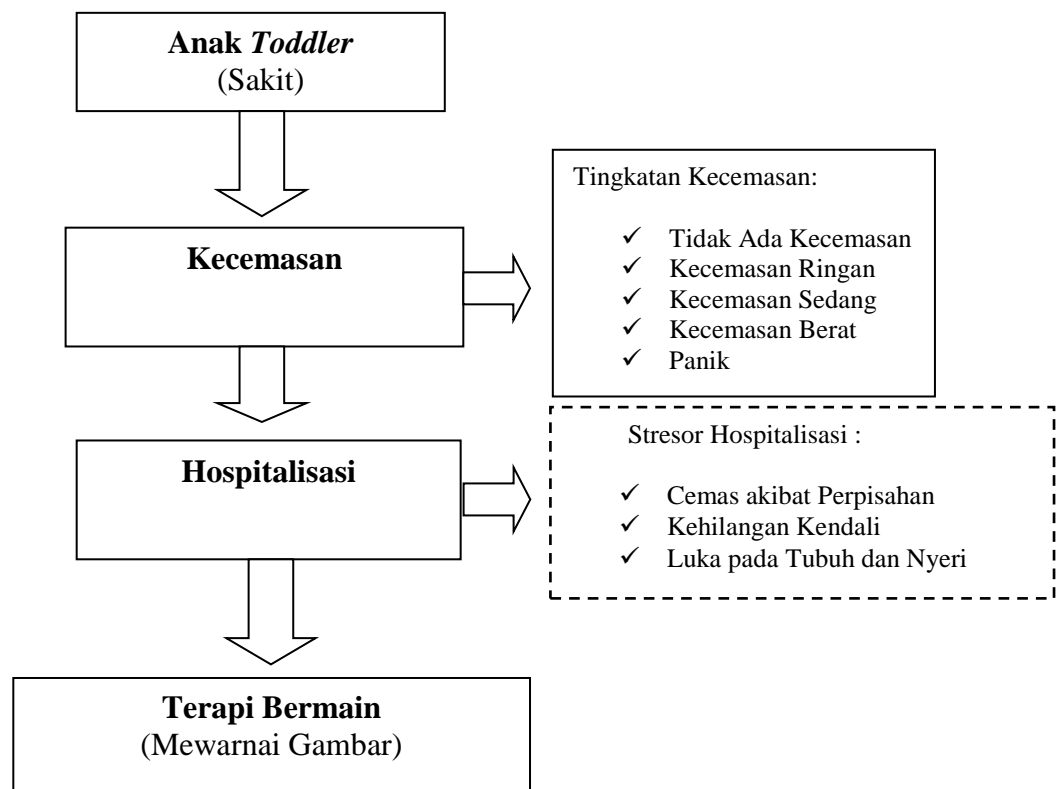 Anak Toddler
(Sakit)
Kecemasan
Tingkatan Kecemasan:
✓ Tidak Ada Kecemasan
✓ Kecemasan Ringan
✓ Kecemasan Sedang
✓ Kecemasan Berat
✓ Panik
Hospitalisasi
Stresor Hospitalisasi :
✓ Cemas akibat Perpisahan
✓ Kehilangan Kendali
✓ Luka pada Tubuh dan Nyeri
Terapi Bermain
(Mewarnai Gambar)